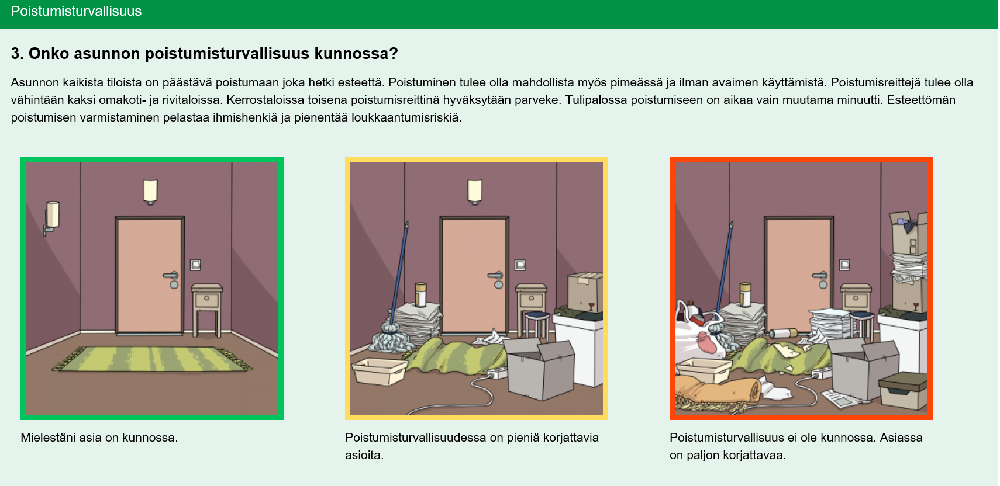 Poistumisturvallisuus
3. Onko asunnon poistumisturvallisuus kunnossa?
Asunnon kaikista tiloista on päästävä poistumaan joka hetki esteettä. Poistuminen tulee olla mahdollista myös pimeässä ja ilman avaimen käyttämistä. Poistumisreittejä tulee olla
vähintään kaksi omakoti- ja rivitaloissa. Kerrostaloissa toisena poistumisreittinä hyväksytään parveke. Tulipalossa poistumiseen on aikaa vain muutama minuutti. Esteettömän
poistumisen varmistaminen pelastaa ihmishenkiä ja pienentää loukkaantumisriskiä.
Mielestäni asia on kunnossa.
Poistumisturvallisuudessa on pieniä korjattavia
asioita.
Poistumisturvallisuus ei ole kunnossa. Asiassa
on paljon korjattavaa.